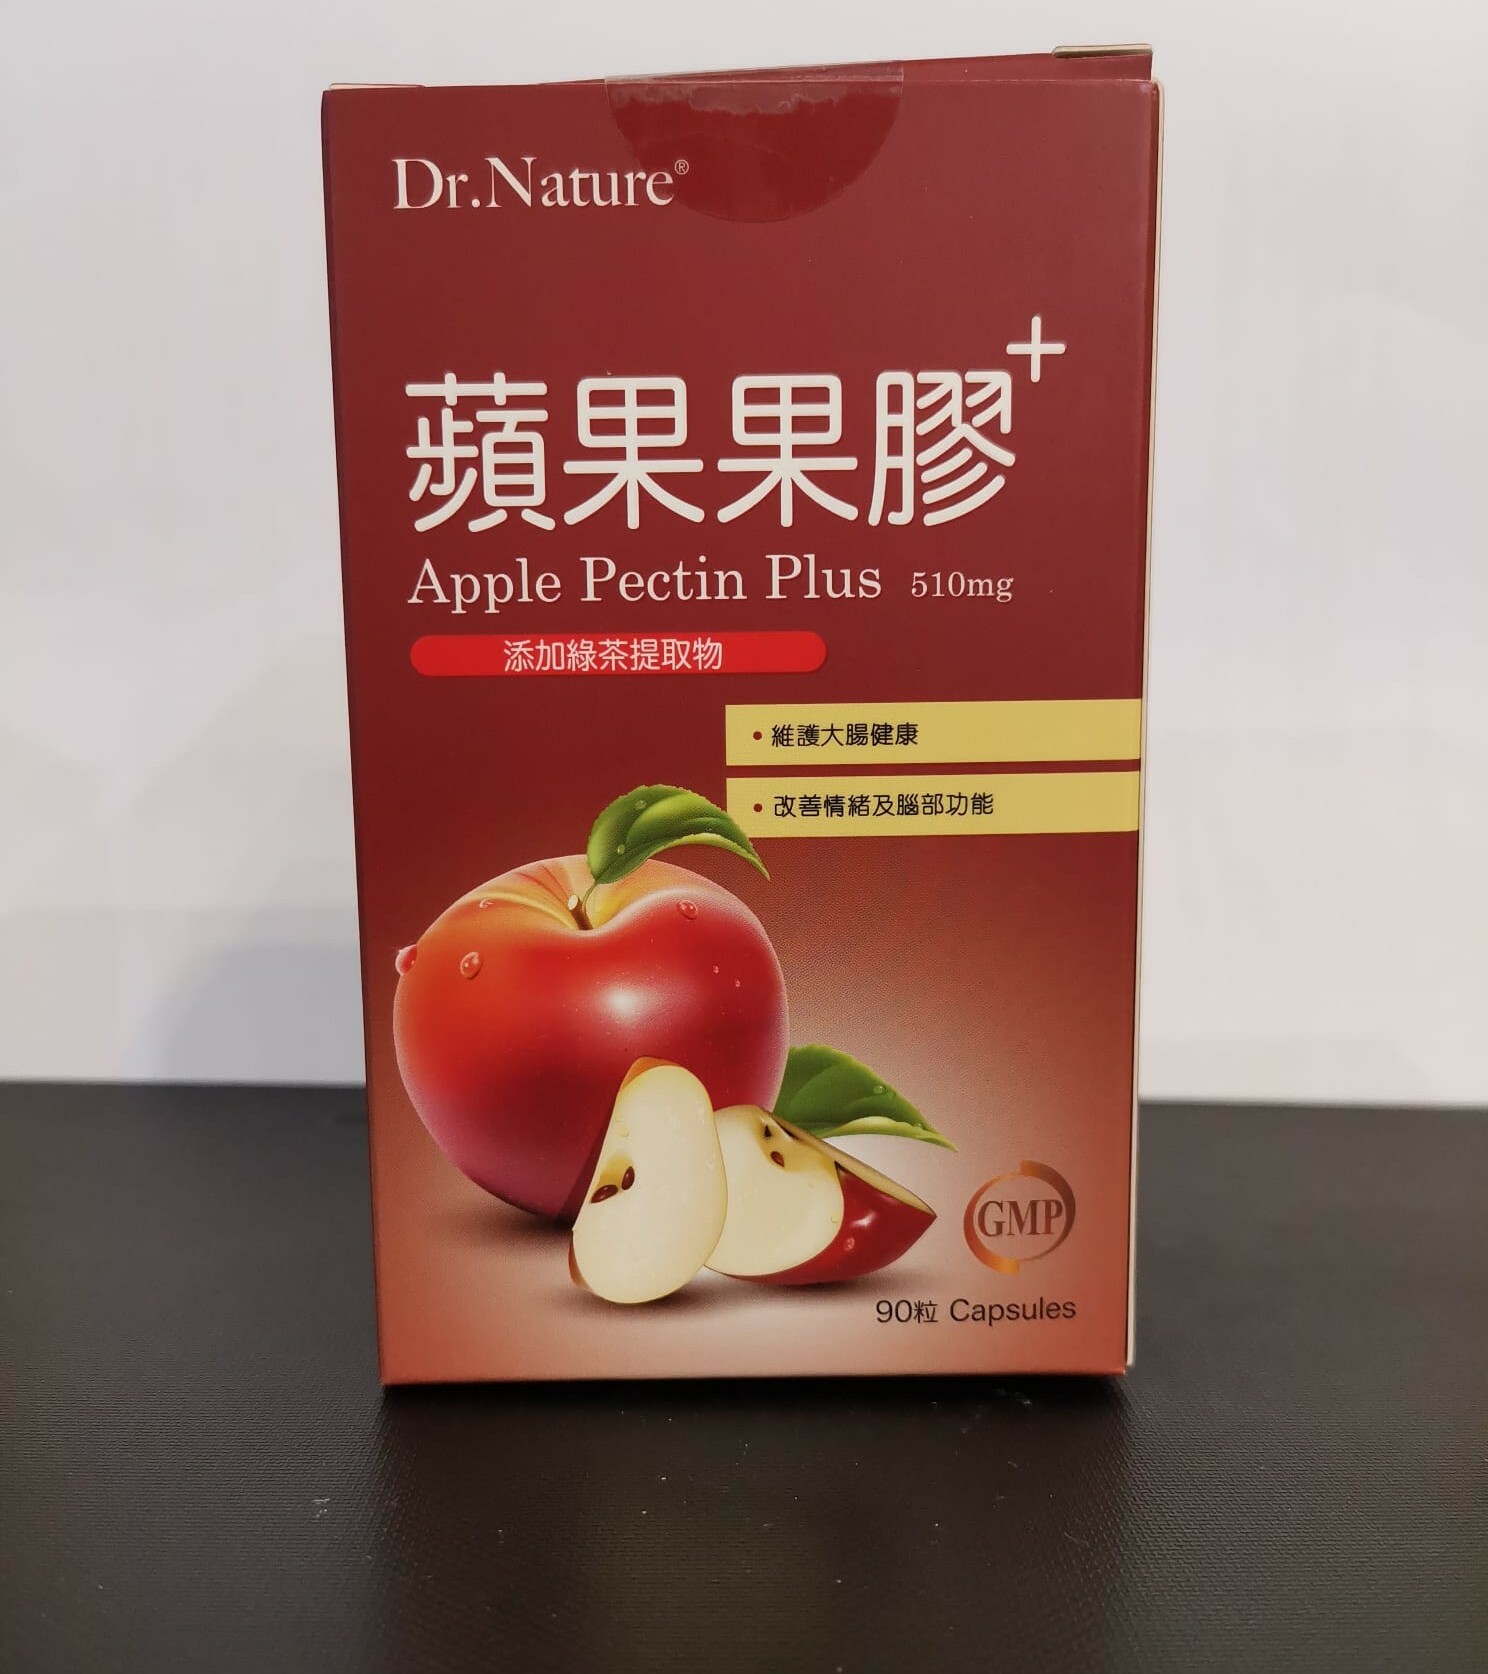 Dr.Nature®
蘋果果膠+
Apple Pectin Plus 510mg
添加綠茶提取物
• 維護大腸健康
• 改善情緒及腦部功能
GMP
90粒 Capsules